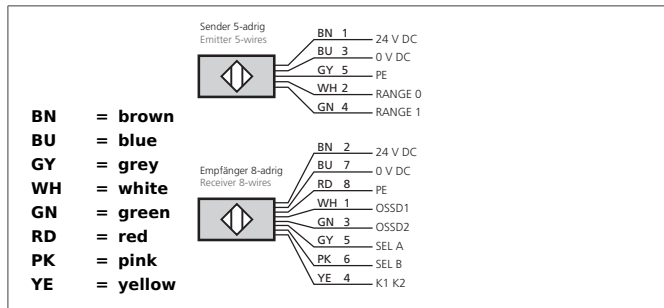 Sender 5-adrig
Emitter 5-wires
BN 1 24 V DC
BU 3 0 V DC
GY 5 PE
WH 2 RANGE 0
GN 4 RANGE 1
BN = brown
BU = blue
GY = grey
WH = white
GN = green
RD = red
PK = pink
YE = yellow
Empfänger 8-adrig
Receiver 8-wires
BN 2 24 V DC
BU 7 0 V DC
RD 8 PE
WH 1 OSSD1
GN 3 OSSD2
GY 5 SEL A
PK 6 SEL B
YE 4 K1 K2